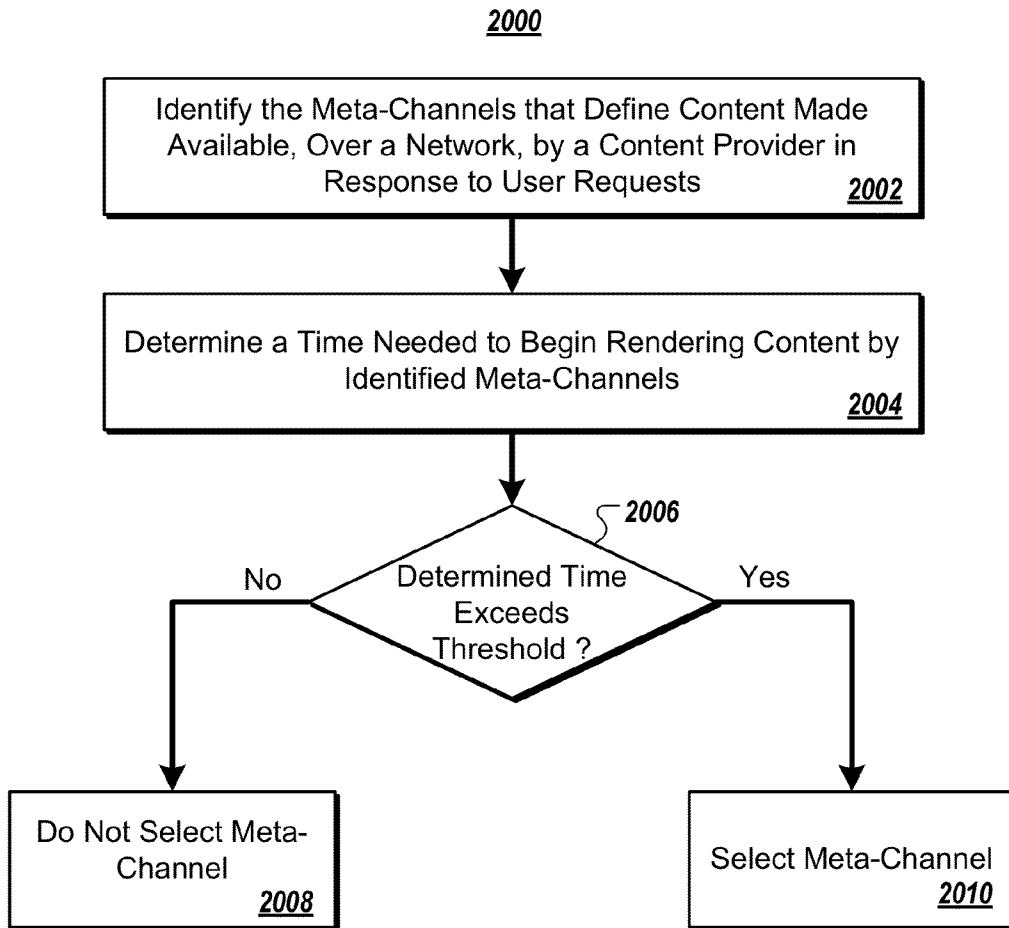 2000
Identify the Meta-Channels that Define Content Made
Available, Over a Network, by a Content Provider in
Response to User Requests
2002
Determine a Time Needed to Begin Rendering Content by
Identified Meta-Channels
2004
2006
No
Determined Time
Exceeds
Threshold ?
Yes
Do Not Select Meta-
Channel
2008
Select Meta-Channel
2010